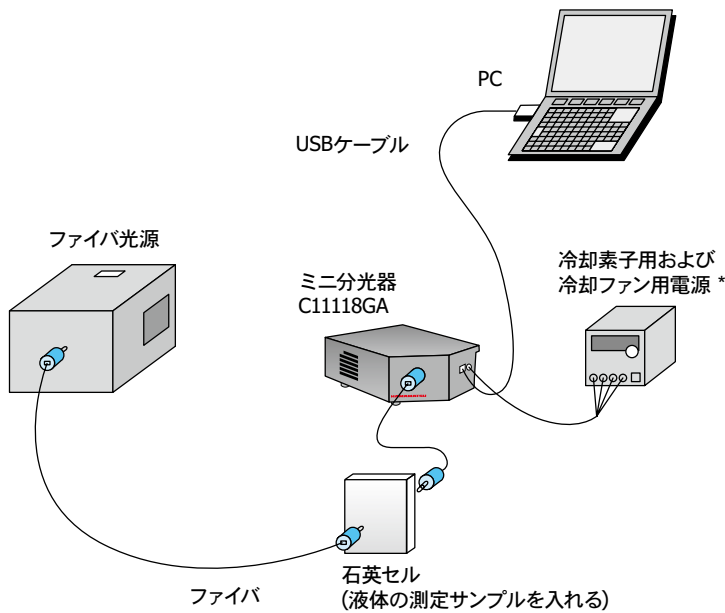 PC
USBケーブル
ファイバ光源
ミニ分光器
C11118GA
冷却素子用および
冷却ファン用電源 *
ファイバ
石英セル
(液体の測定サンプルを入れる)